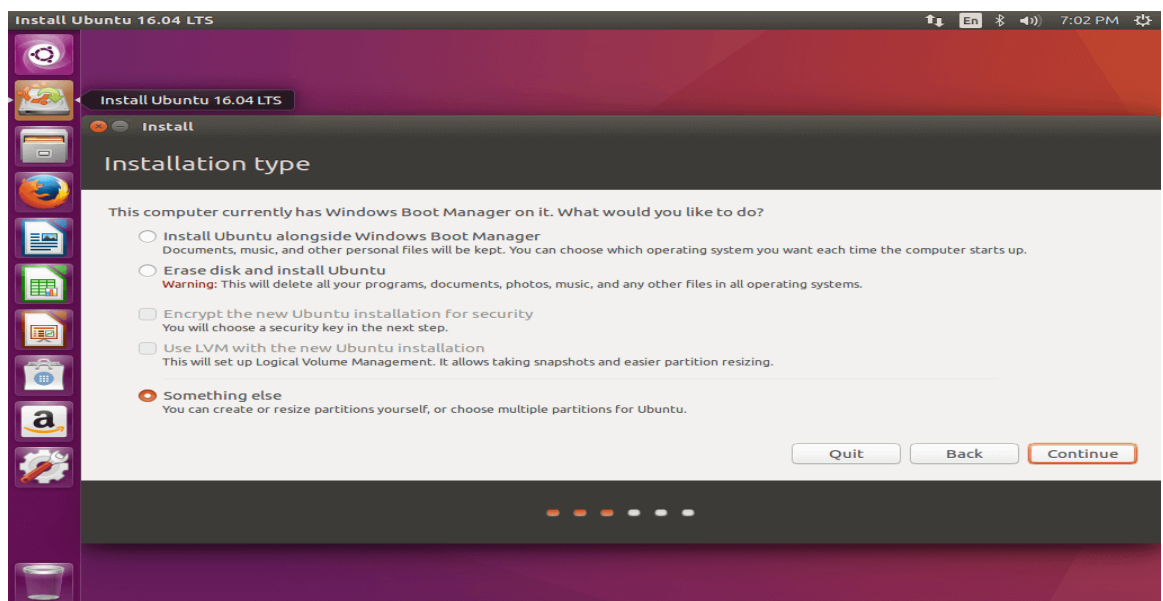 Install Ubuntu 16.04 LTS
En
7:02 PM
Install Ubuntu 16.04 LTS
Install
Installation type
This computer currently has Windows Boot Manager on it. What would you like to do?
Install Ubuntu alongside Windows Boot Manager
Documents, music, and other personal files will be kept. You can choose which operating system you want each time the computer starts up.
Erase disk and install Ubuntu
Warning: This will delete all your programs, documents, photos, music, and any other files in all operating systems.
Encrypt the new Ubuntu installation for security
You will choose a security key in the next step.
Use LVM with the new Ubuntu installation
This will set up Logical Volume Management. It allows taking snapshots and easier partition resizing.
Something else
You can create or resize partitions yourself, or choose multiple partitions for Ubuntu.
a
Quit
Back
Continue